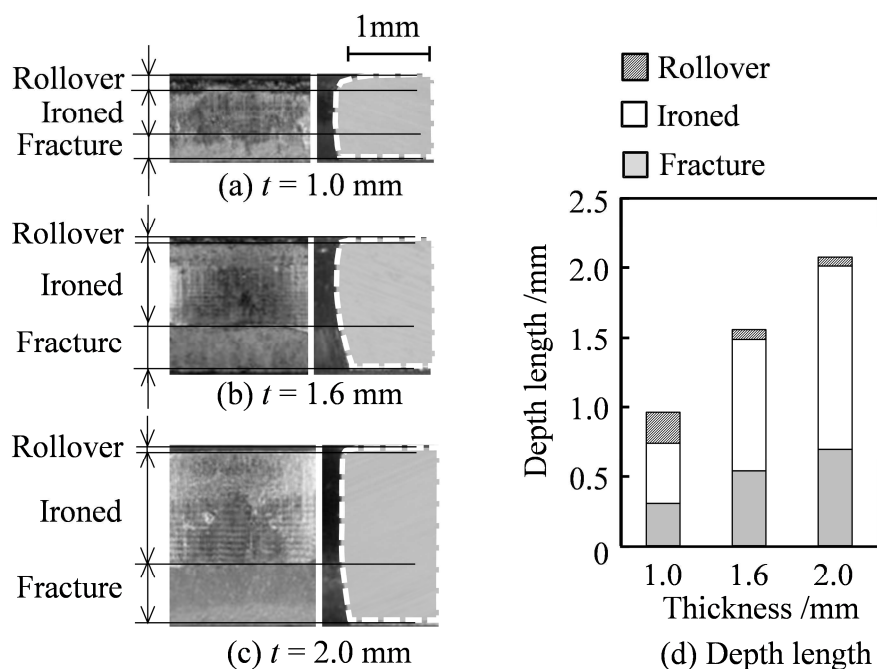 1mm
Rollover
Ironed
Fracture
(a) t = 1.0 mm
Rollover
Ironed
Fracturc
(b) t = 1.6 mm
Rollover
Ironed
Fracture
(c) t = 2.0 mm
Rollover
Ironed
Fracture
2.5
2.0
1.5
1.0
0.5
0
Depth length /mm
1.0 1.6 2.0
Thickness /mm
(d) Depth length